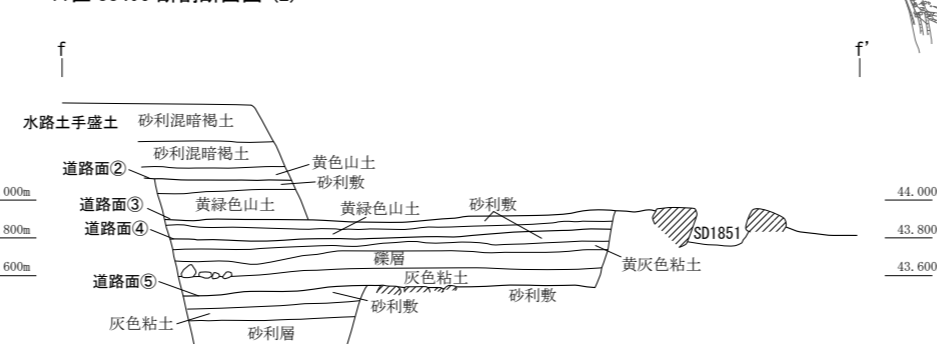 f
f'
水路土手盛土
砂利混暗褐土
砂利混暗褐土
黄色山土
道路面②
砂利敷
000m
44.000
黄緑色山土
道路面③
黄緑色山土
砂利敷
道路面④
800m
SD1851
43.800
礫層
黄灰色粘土
600m
43.600
灰色粘土
道路面⑤
砂利敷
砂利敷
灰色粘土
砂利層